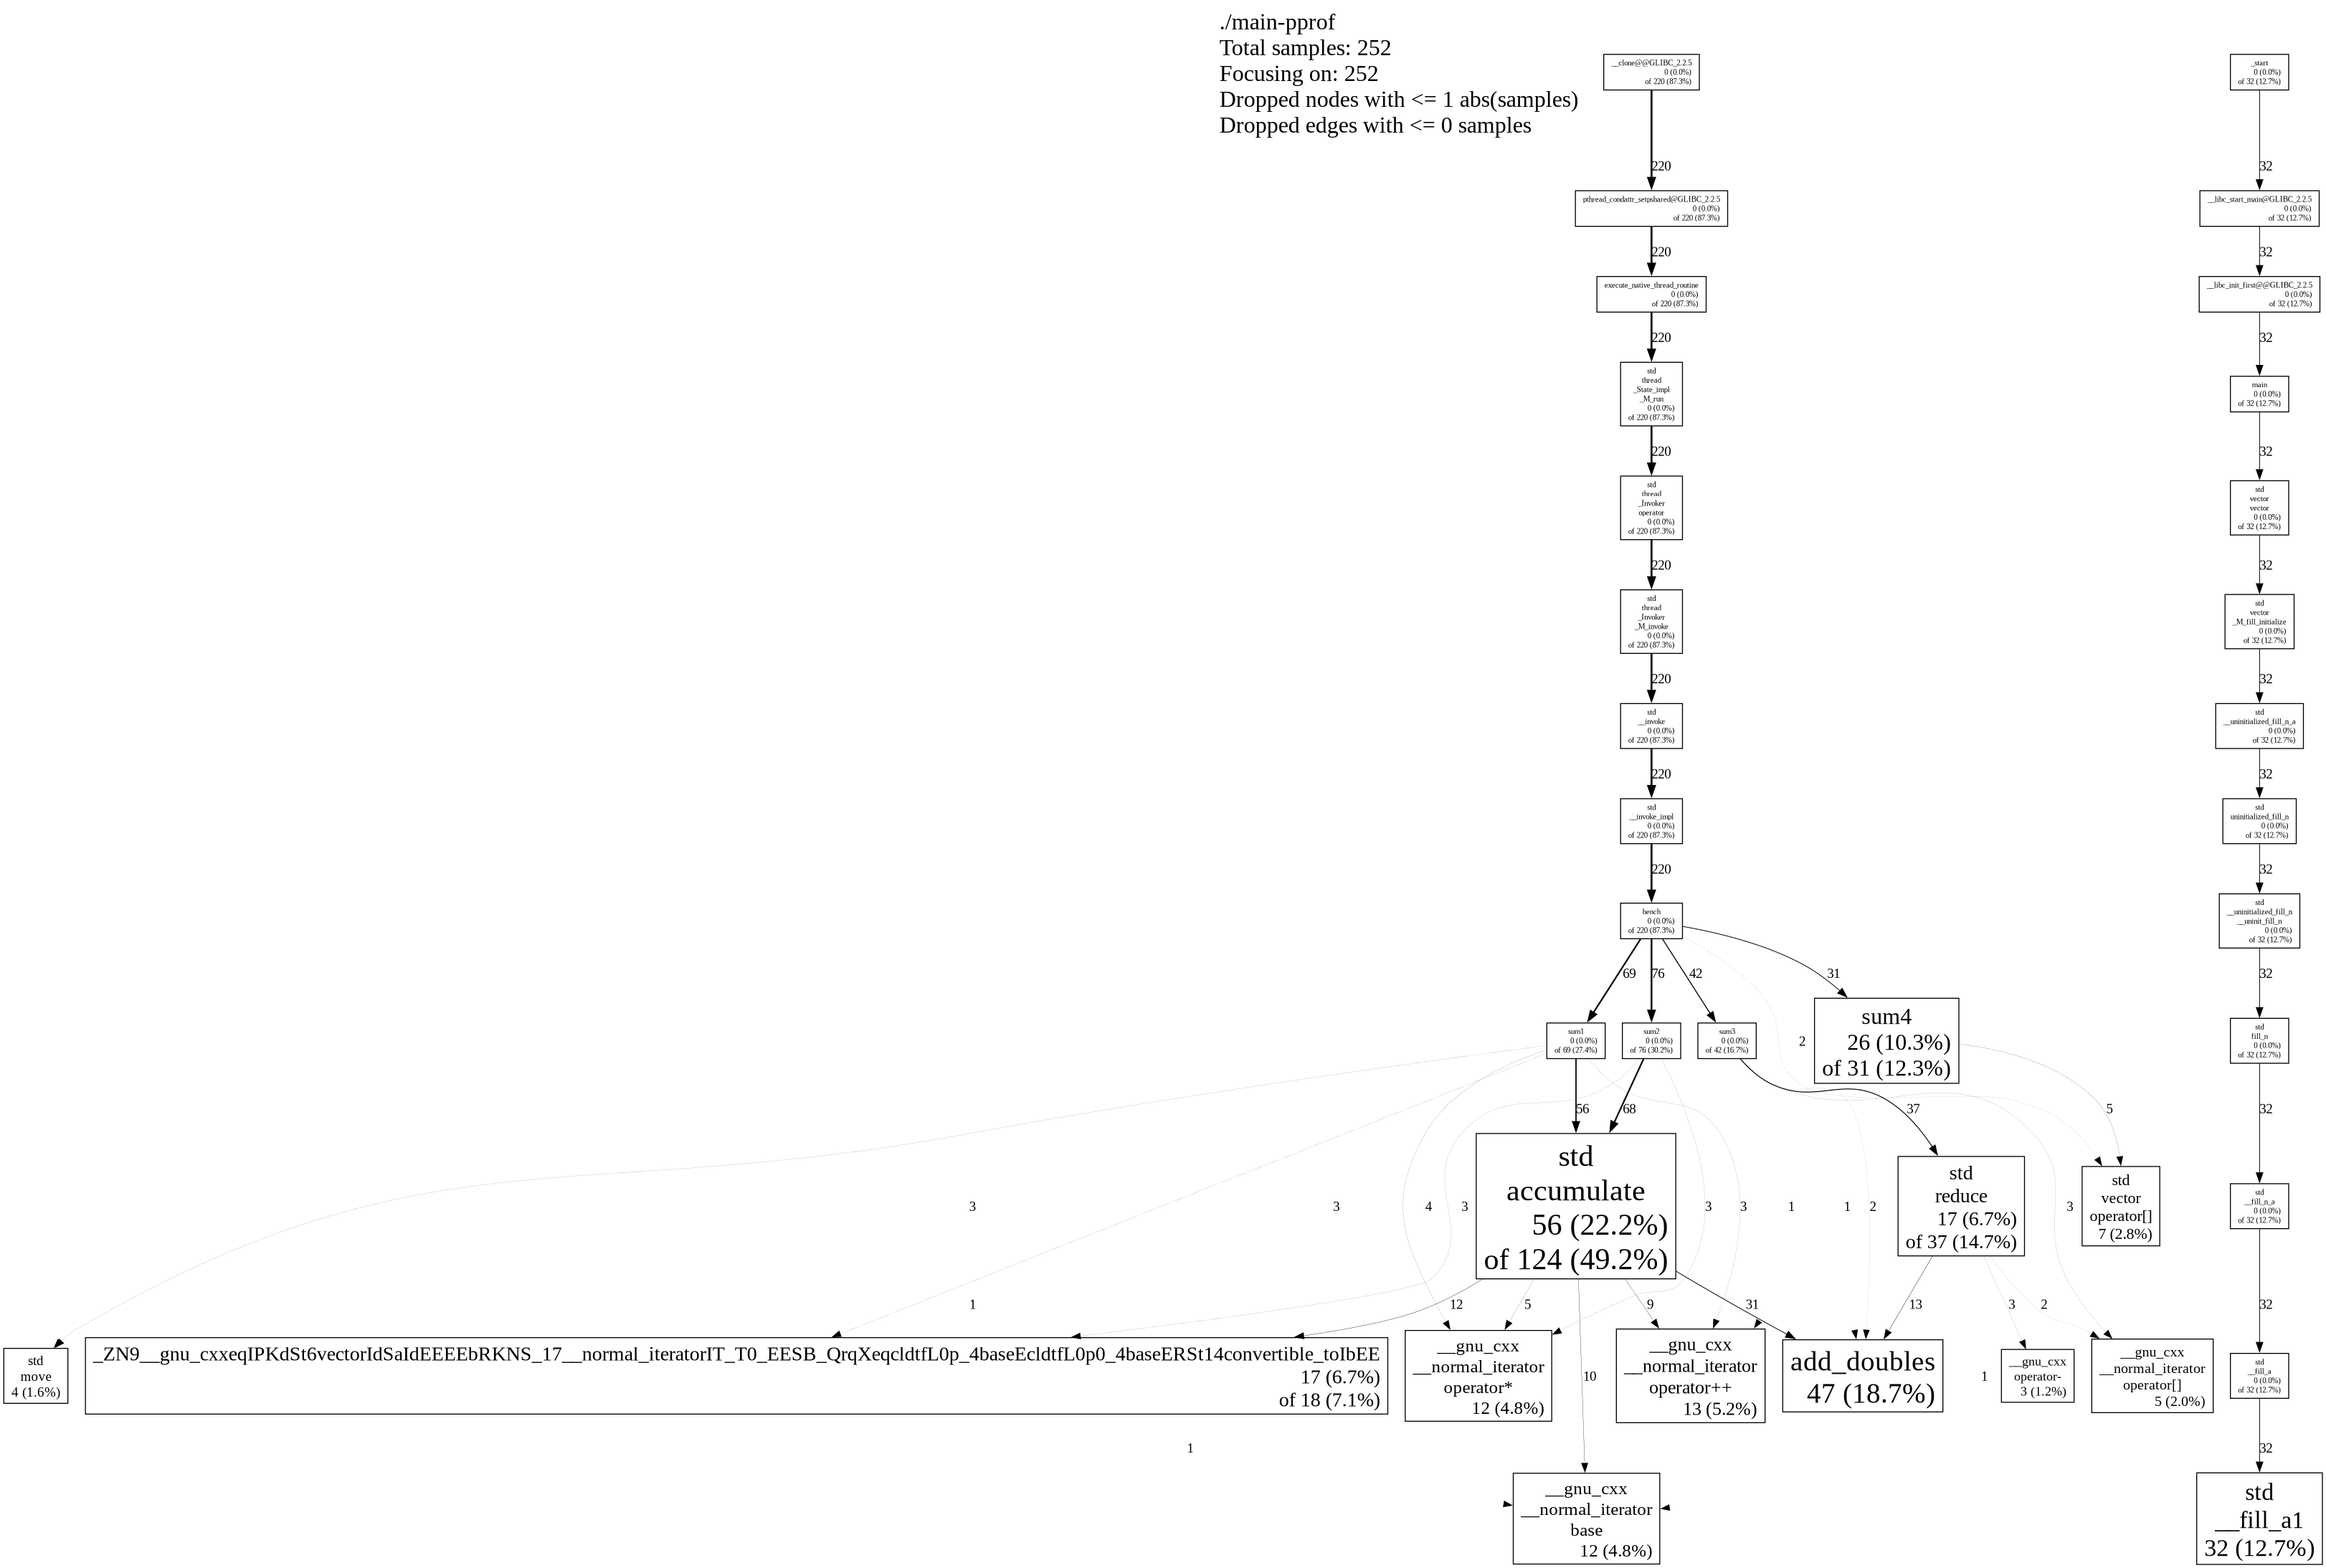 ./main-pprof
Total samples: 252
Focusing on: 252
Dropped nodes with <= 1 abs(samples)
Dropped edges with <= 0 samples
__clone@@GLIBC_2.2.5
0 (0.0%)
of 220 (87.3%)
220
pthread_condattr_setpshared@GLIBC_2.2.5
0 (0.0%)
of 220 (87.3%)
220
execute_native_thread_routine
0 (0.0%)
of 220 (87.3%)
220
std
thread
_State_impl
_M_run
0 (0.0%)
of 220 (87.3%)
220
std
thread
_Invoker
operator
0 (0.0%)
of 220 (87.3%)
220
std
thread
_Invoker
_M_invoke
0 (0.0%)
of 220 (87.3%)
220
std
__invoke
0 (0.0%)
of 220 (87.3%)
220
std
__invoke_impl
0 (0.0%)
of 220 (87.3%)
220
bench
0 (0.0%)
of 220 (87.3%)
69
76
42
31
2
sum1
0 (0.0%)
of 69 (27.4%)
sum2
0 (0.0%)
of 76 (30.2%)
sum3
0 (0.0%)
of 42 (16.7%)
sum4
26 (10.3%)
of 31 (12.3%)
56
68
37
5
std
accumulate
56 (22.2%)
of 124 (49.2%)
std
reduce
17 (6.7%)
of 37 (14.7%)
std
vector
operator[]
7 (2.8%)
3
3
4
3
3
3
1
1
2
3
1
12
5
10
9
31
13
3
2
std
move
4 (1.6%)
_ZN9__gnu_cxxeqIPKdSt6vectorIdSaIdEEEEbRKNS_17__normal_iteratorIT_T0_EESB_QrqXeqcldtfL0p_4baseEcldtfL0p0_4baseERSt14convertible_toIbEE
17 (6.7%)
of 18 (7.1%)
__gnu_cxx
__normal_iterator
operator*
12 (4.8%)
__gnu_cxx
__normal_iterator
operator++
13 (5.2%)
add_doubles
47 (18.7%)
1
__gnu_cxx
operator-
3 (1.2%)
__gnu_cxx
__normal_iterator
operator[]
5 (2.0%)
1
__gnu_cxx
__normal_iterator
base
12 (4.8%)
_start
0 (0.0%)
of 32 (12.7%)
32
__libc_start_main@GLIBC_2.2.5
0 (0.0%)
of 32 (12.7%)
32
__libc_init_first@@GLIBC_2.2.5
0 (0.0%)
of 32 (12.7%)
32
main
0 (0.0%)
of 32 (12.7%)
32
std
vector
vector
0 (0.0%)
of 32 (12.7%)
32
std
vector
_M_fill_initialize
0 (0.0%)
of 32 (12.7%)
32
std
__uninitialized_fill_n_a
0 (0.0%)
of 32 (12.7%)
32
std
uninitialized_fill_n
0 (0.0%)
of 32 (12.7%)
32
std
__uninitialized_fill_n
__uninit_fill_n
0 (0.0%)
of 32 (12.7%)
32
std
fill_n
0 (0.0%)
of 32 (12.7%)
32
std
__fill_n_a
0 (0.0%)
of 32 (12.7%)
32
std
__fill_a
0 (0.0%)
of 32 (12.7%)
32
std
__fill_a1
32 (12.7%)